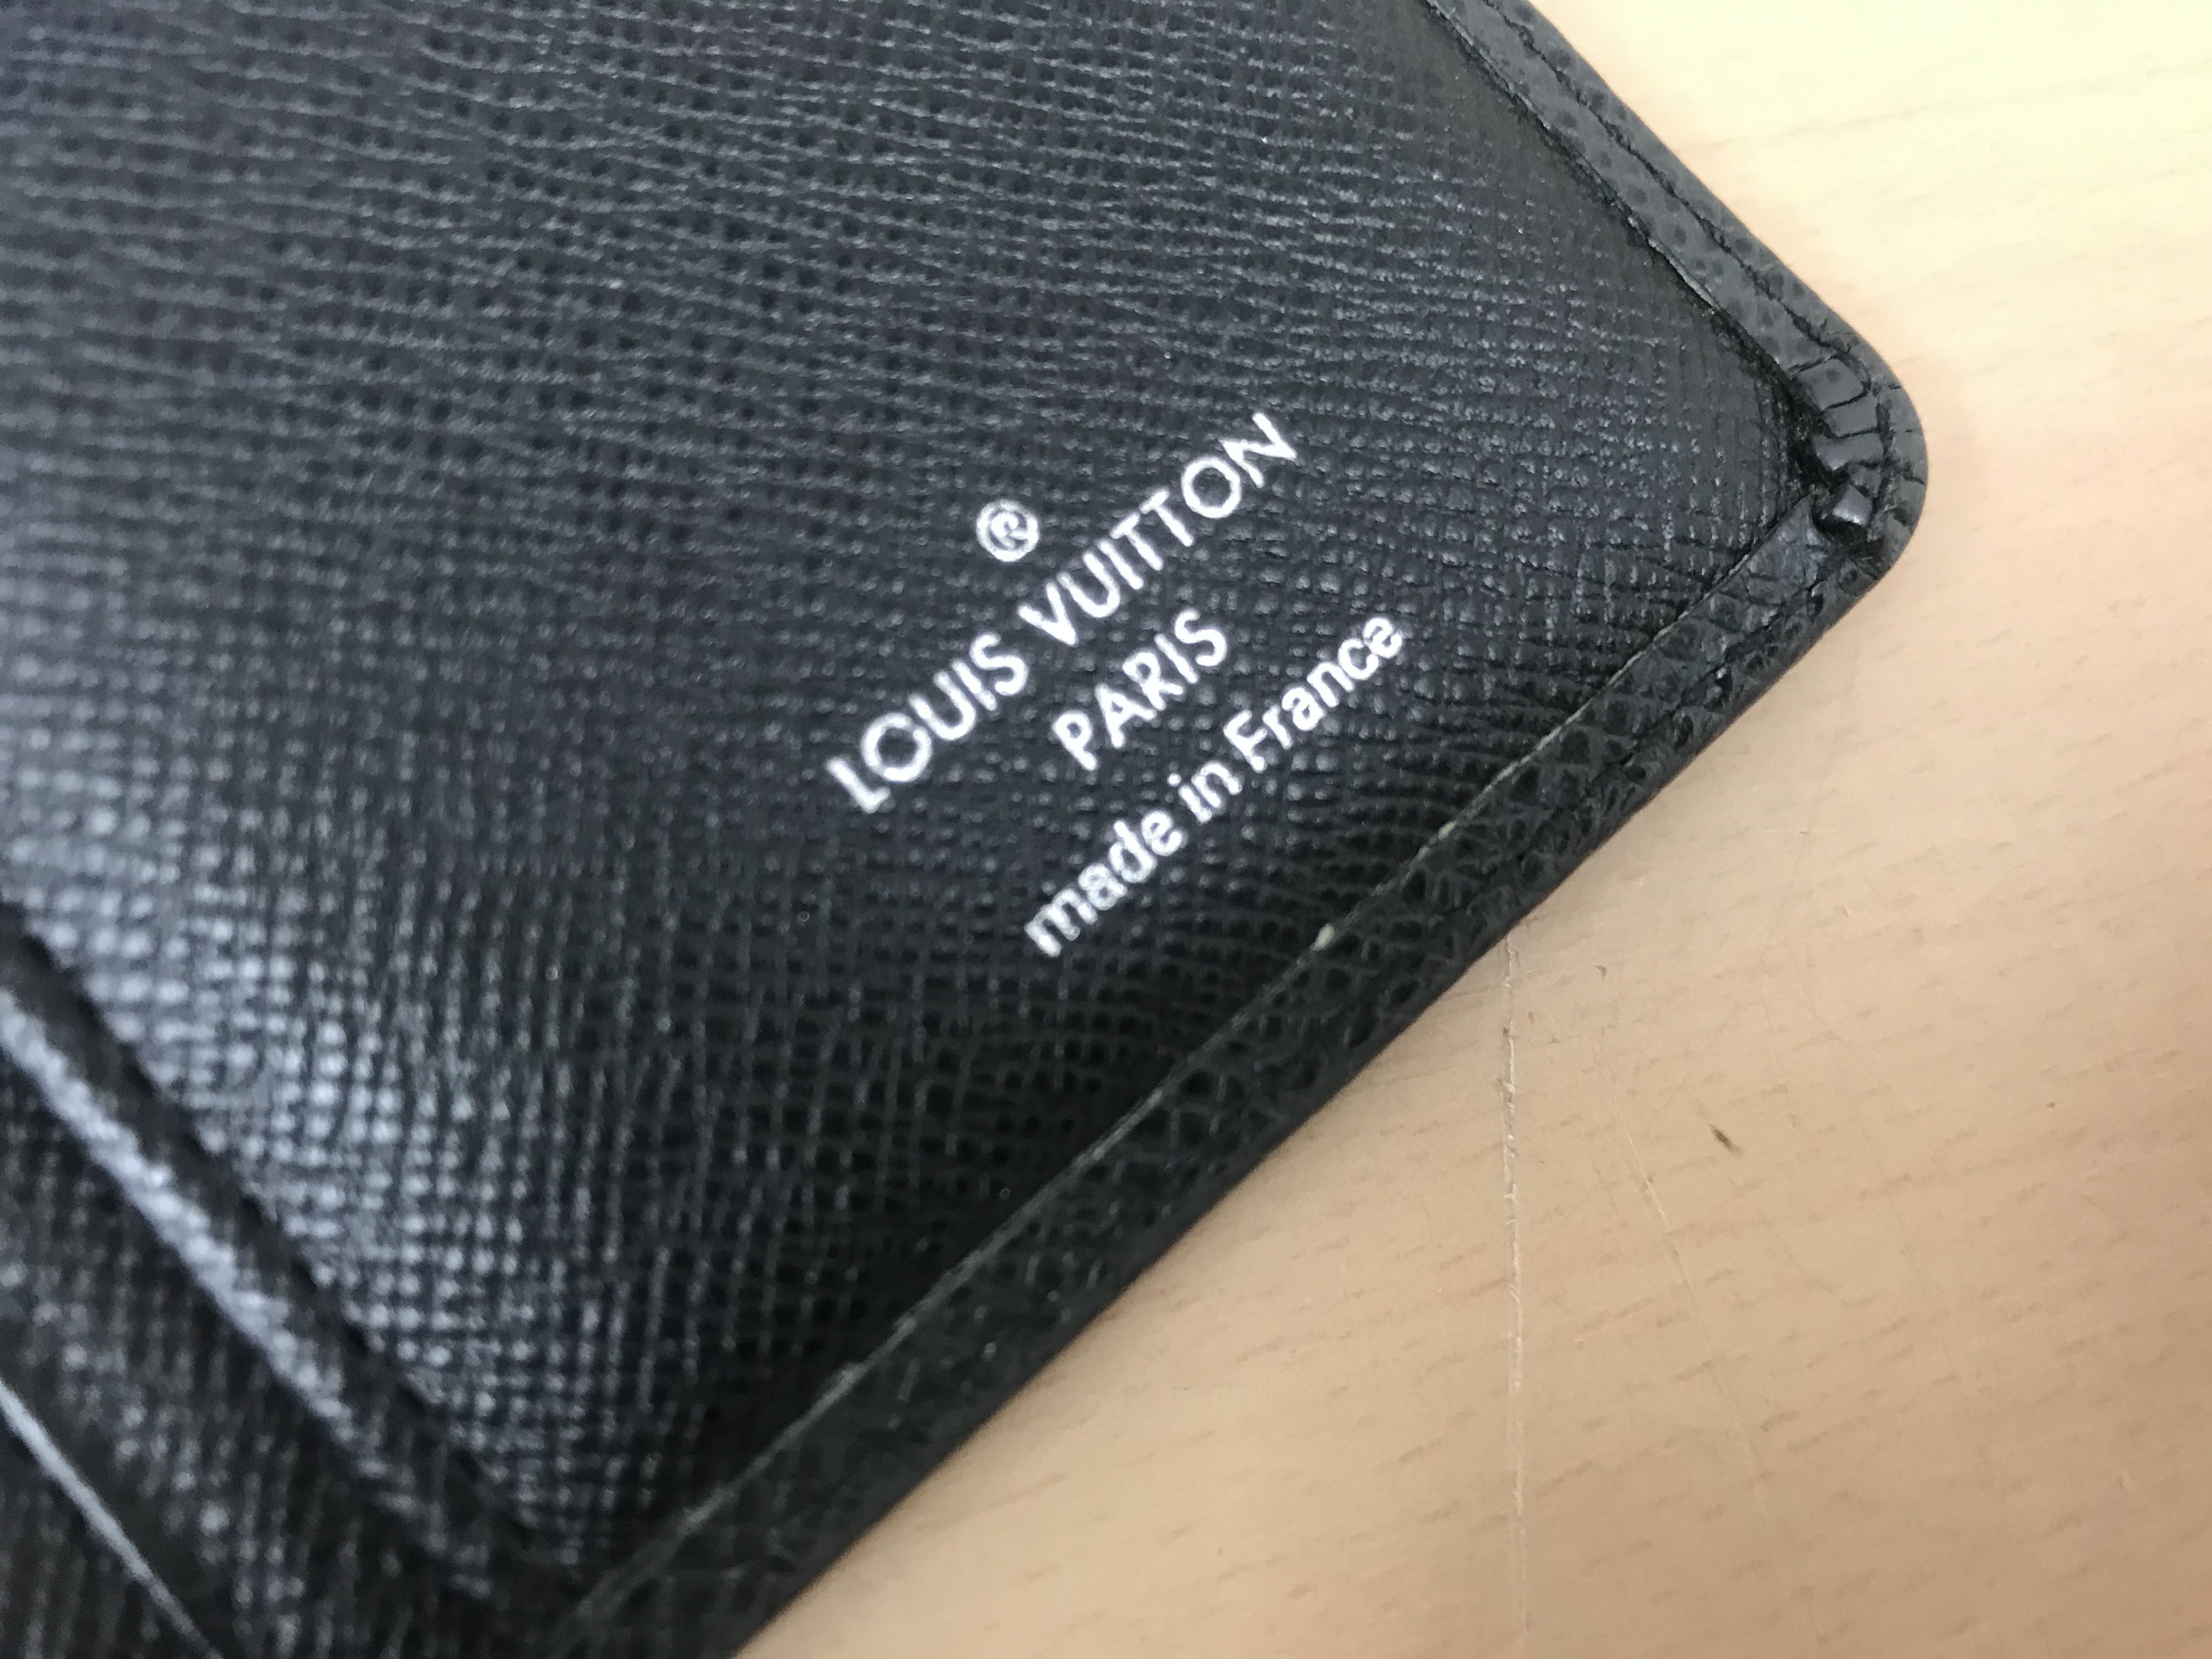 ®
LOUIS VUITTON
PARIS
made in France